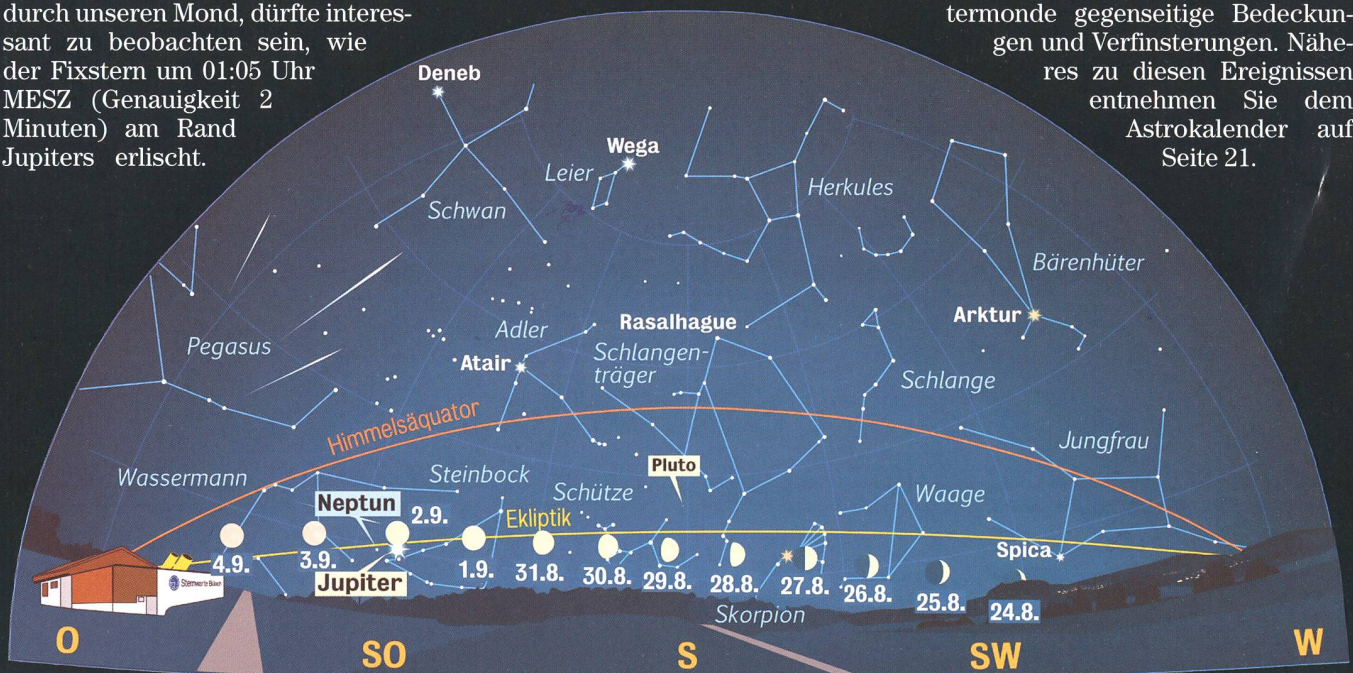 durch unseren Mond, dürfte interes-
sant zu beobachten sein, wie
der Fixstern um 01:05 Uhr
MESZ (Genauigkeit 2
Minuten) am Rand
Jupiters erlischt.
termonde gegenseitige Bedeckun-
gen und Verfinsterungen. Nähe-
res zu diesen Ereignissen
entnehmen Sie dem
Astrokalender auf
Seite 21.
Deneb
Wega
Leier
Schwan
Herkules
Bärenhüter
Arktur
Pegasus
Adler
Atair
Rasalhague
Schlangen-
träger
Schlange
Himmelsäquator
Jungfrau
Wassermann
Steinbock
Schütze
Pluto
Waage
Neptun
Ekliptik
Spica
Jupiter
Skorpion
4.9.
3.9.
2.9.
1.9.
31.8.
30.8.
29.8.
28.8.
27.8.
26.8.
25.8.
24.8.
Sternwarte Bülach
O
SO
S
SW
W